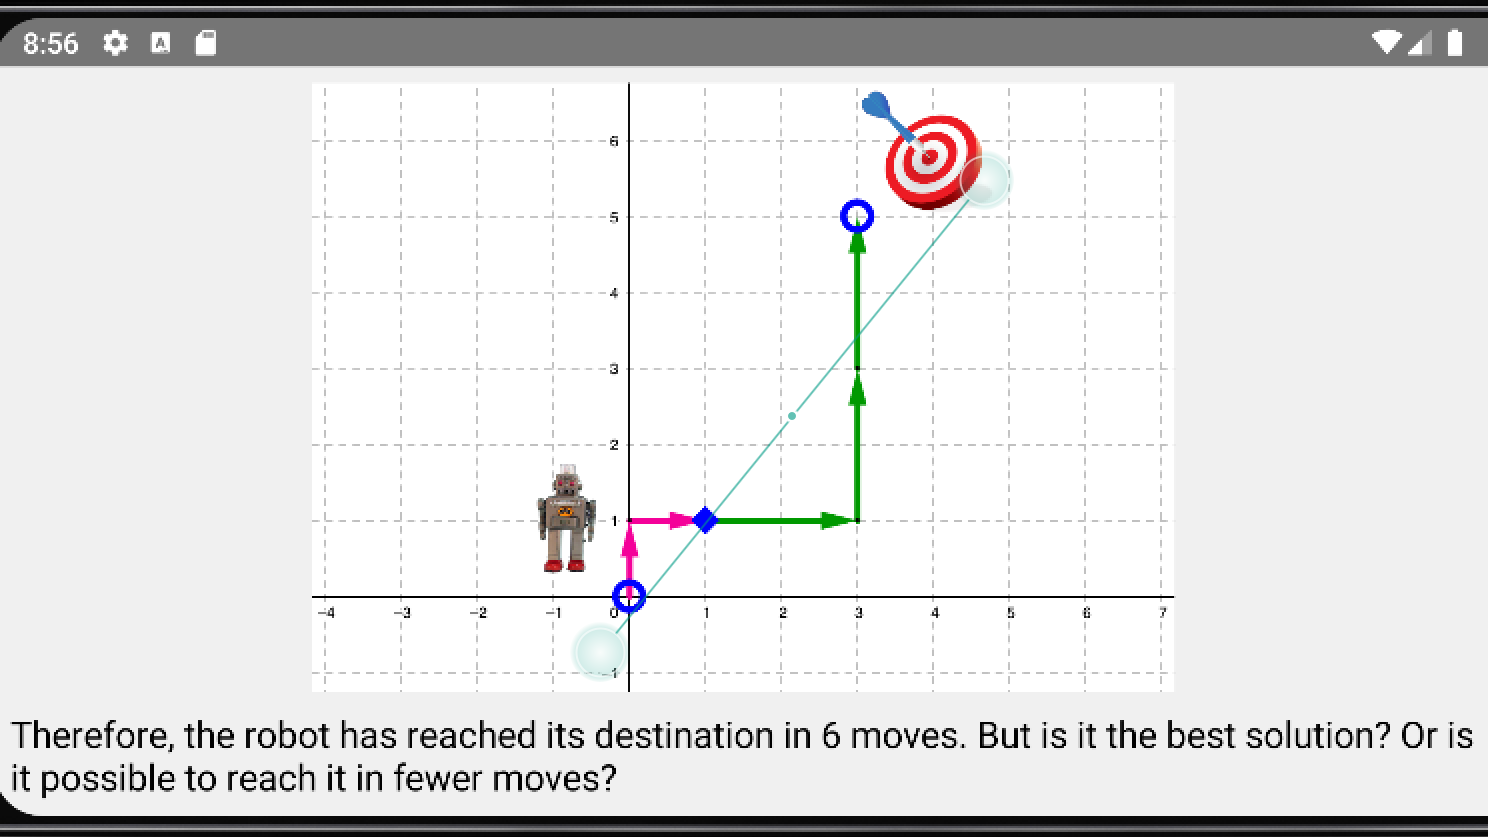 8:56
A
6
5
4
3
2
1
-4 -3 -2 -1 0 1 2 3 4 5 6 7
-1
Therefore, the robot has reached its destination in 6 moves. But is it the best solution? Or is
it possible to reach it in fewer moves?